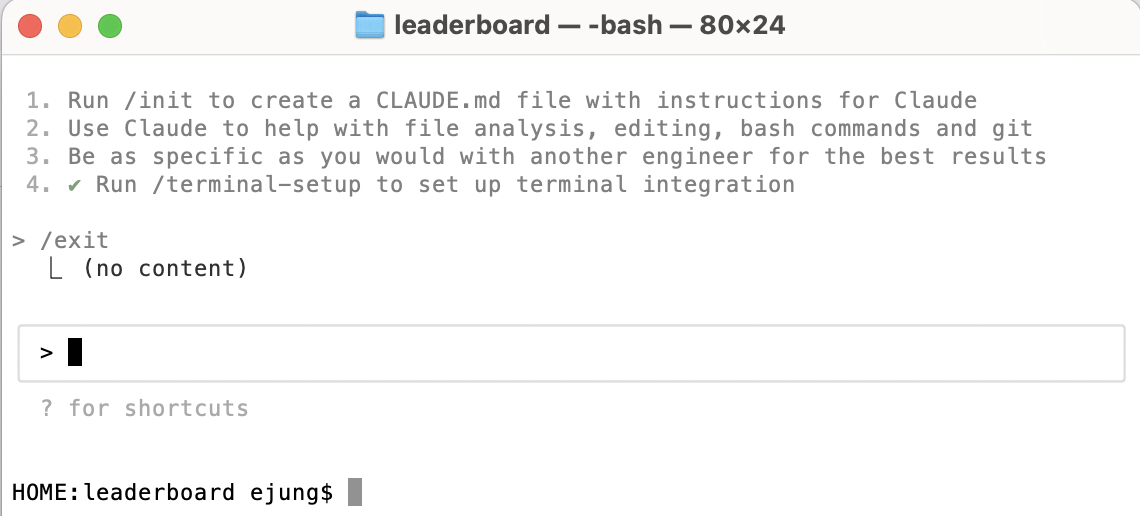 leaderboard — -bash — 80×24
1. Run /init to create a CLAUDE.md file with instructions for Claude
2. Use Claude to help with file analysis, editing, bash commands and git
3. Be as specific as you would with another engineer for the best results
4. ✔ Run /terminal-setup to set up terminal integration
> /exit
⎿ (no content)
>
? for shortcuts
HOME:leaderboard ejung$